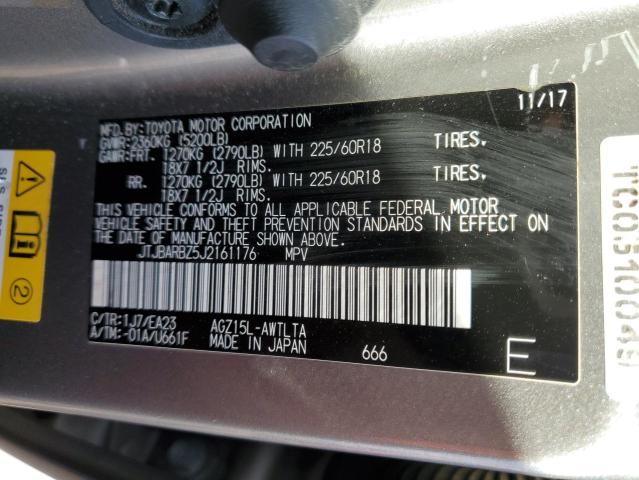 11/17
MFD.BY:TOYOTA MOTOR CORPORATION
GVWR:2360KG (5200LB)
GAWR:FRT. 1270KG (2790LB) WITH 225/60R18 TIRES,
18X7 1/2J RIMS.
RR. 1270KG (2790LB) WITH 225/60R18 TIRES,
18X7 1/2J RIMS.
THIS VEHICLE CONFORMS TO ALL APPLICABLE FEDERAL MOTOR
VEHICLE SAFETY AND THEFT PREVENTION STANDARDS IN EFFECT ON
THE DATE OF MANUFACTURE SHOWN ABOVE.
JTJBARBZ5J2161176 MPV
C/TR:1J7/EA23 AGZ15L-AWTLTA
A/TM:-01A/U661F MADE IN JAPAN 666
E
2